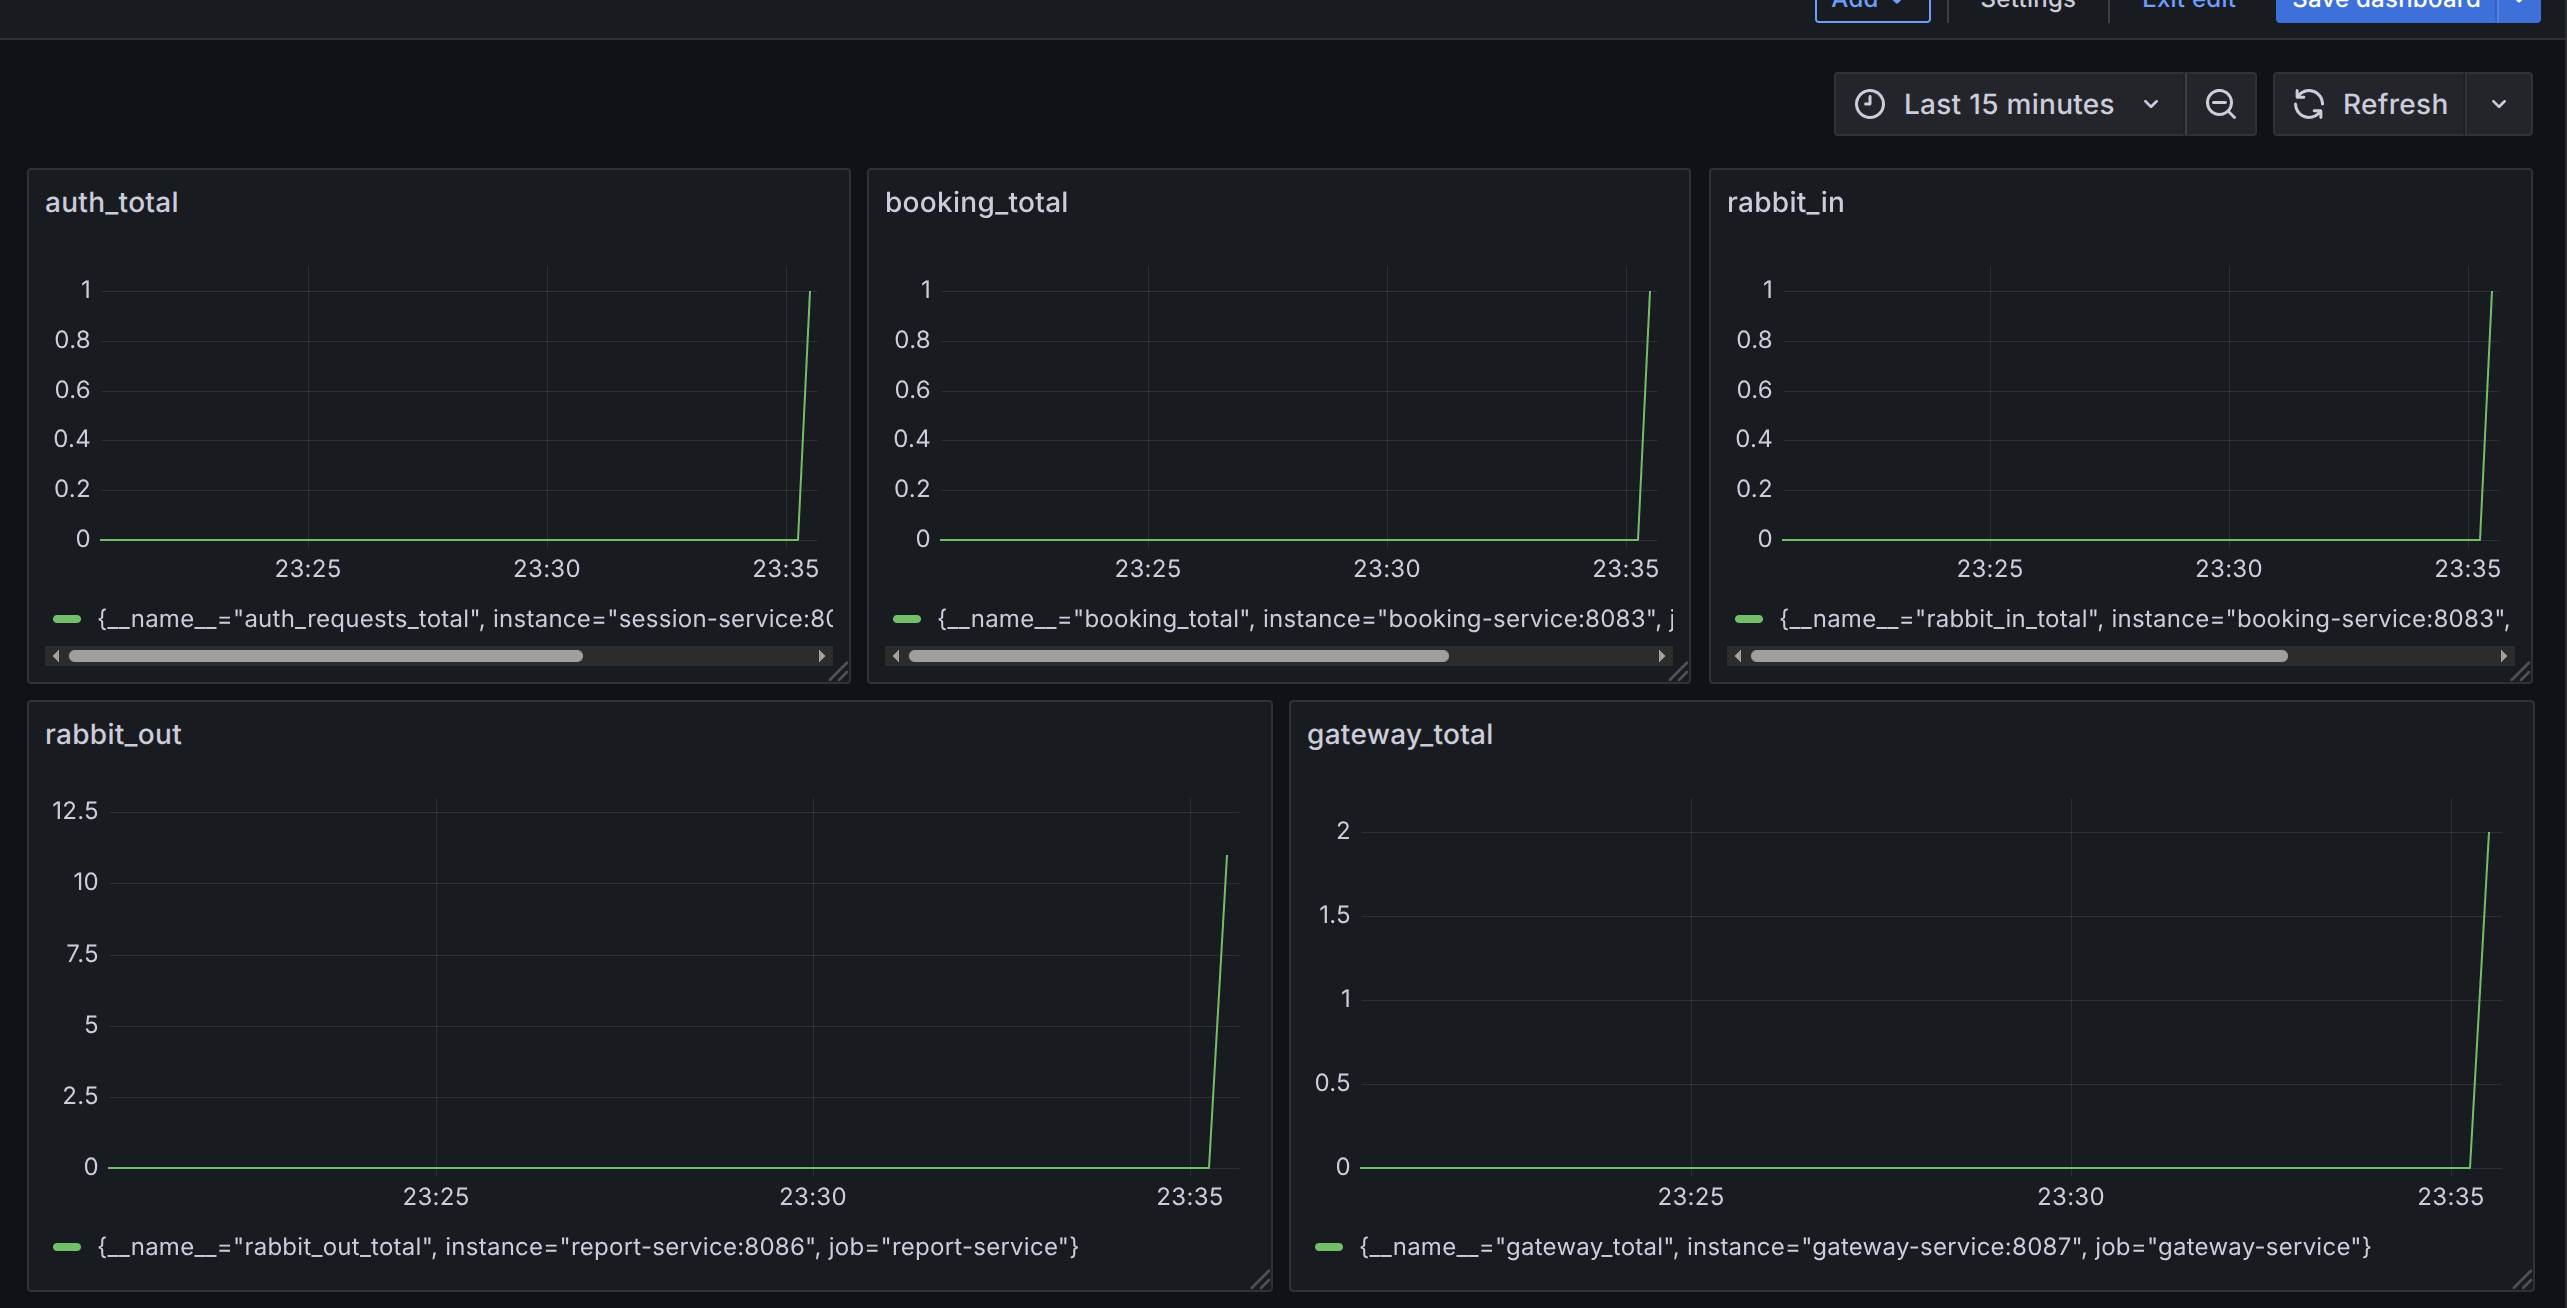 Add Settings Exit edit Save dashboard
Last 15 minutes Refresh
auth_total
1
0.8
0.6
0.4
0.2
0
23:25 23:30 23:35
{__name__="auth_requests_total", instance="session-service:80
booking_total
1
0.8
0.6
0.4
0.2
0
23:25 23:30 23:35
{__name__="booking_total", instance="booking-service:8083", j
rabbit_in
1
0.8
0.6
0.4
0.2
0
23:25 23:30 23:35
{__name__="rabbit_in_total", instance="booking-service:8083",
rabbit_out
12.5
10
7.5
5
2.5
0
23:25 23:30 23:35
{__name__="rabbit_out_total", instance="report-service:8086", job="report-service"}
gateway_total
2
1.5
1
0.5
0
23:25 23:30 23:35
{__name__="gateway_total", instance="gateway-service:8087", job="gateway-service"}